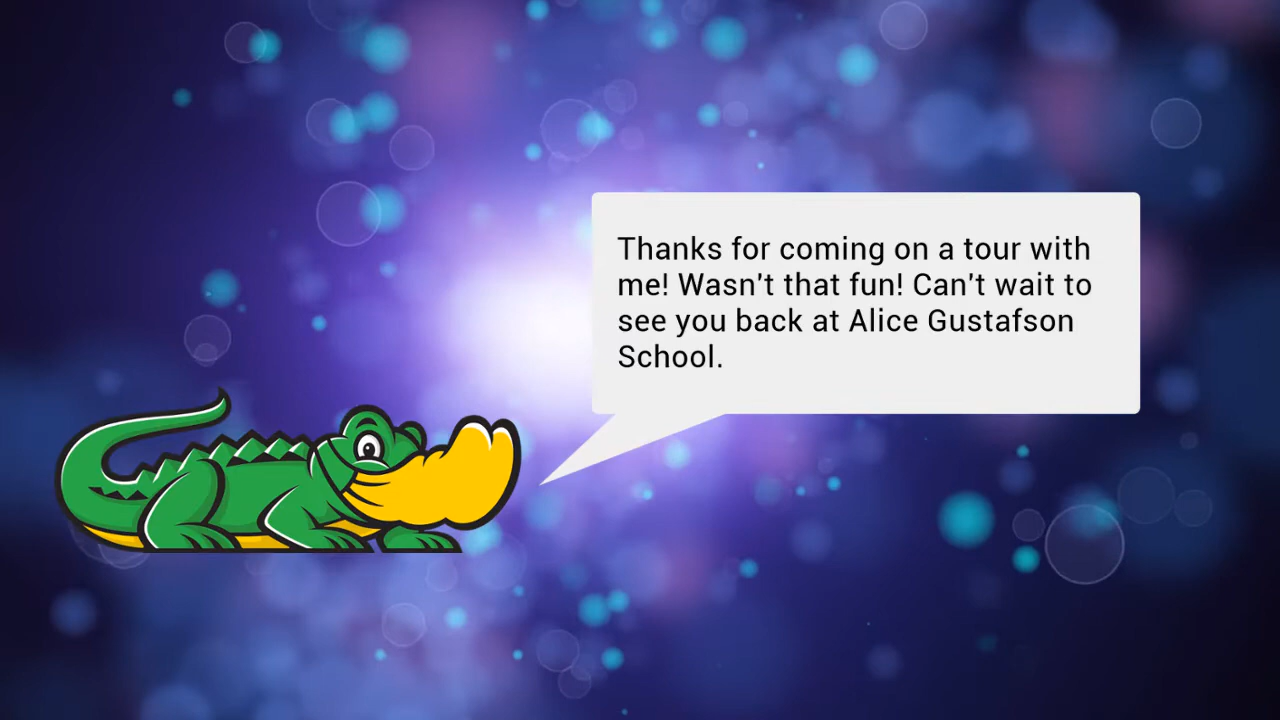 Thanks for coming on a tour with
me! Wasn't that fun! Can't wait to
see you back at Alice Gustafson
School.